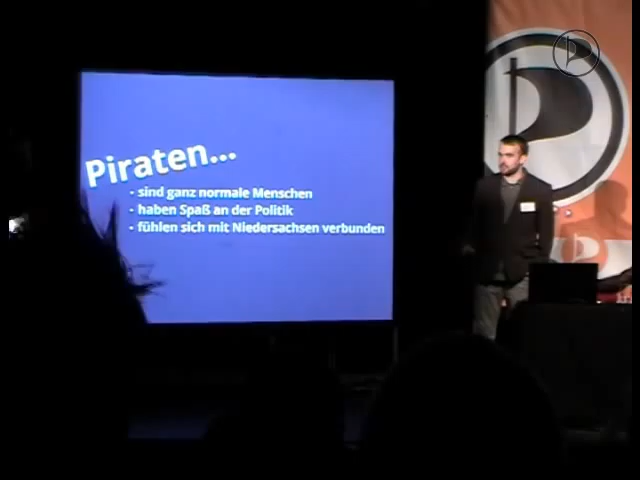 Piraten...
• sind ganz normale Menschen
• haben Spaß an der Politik
• fühlen sich mit Niedersachsen verbunden